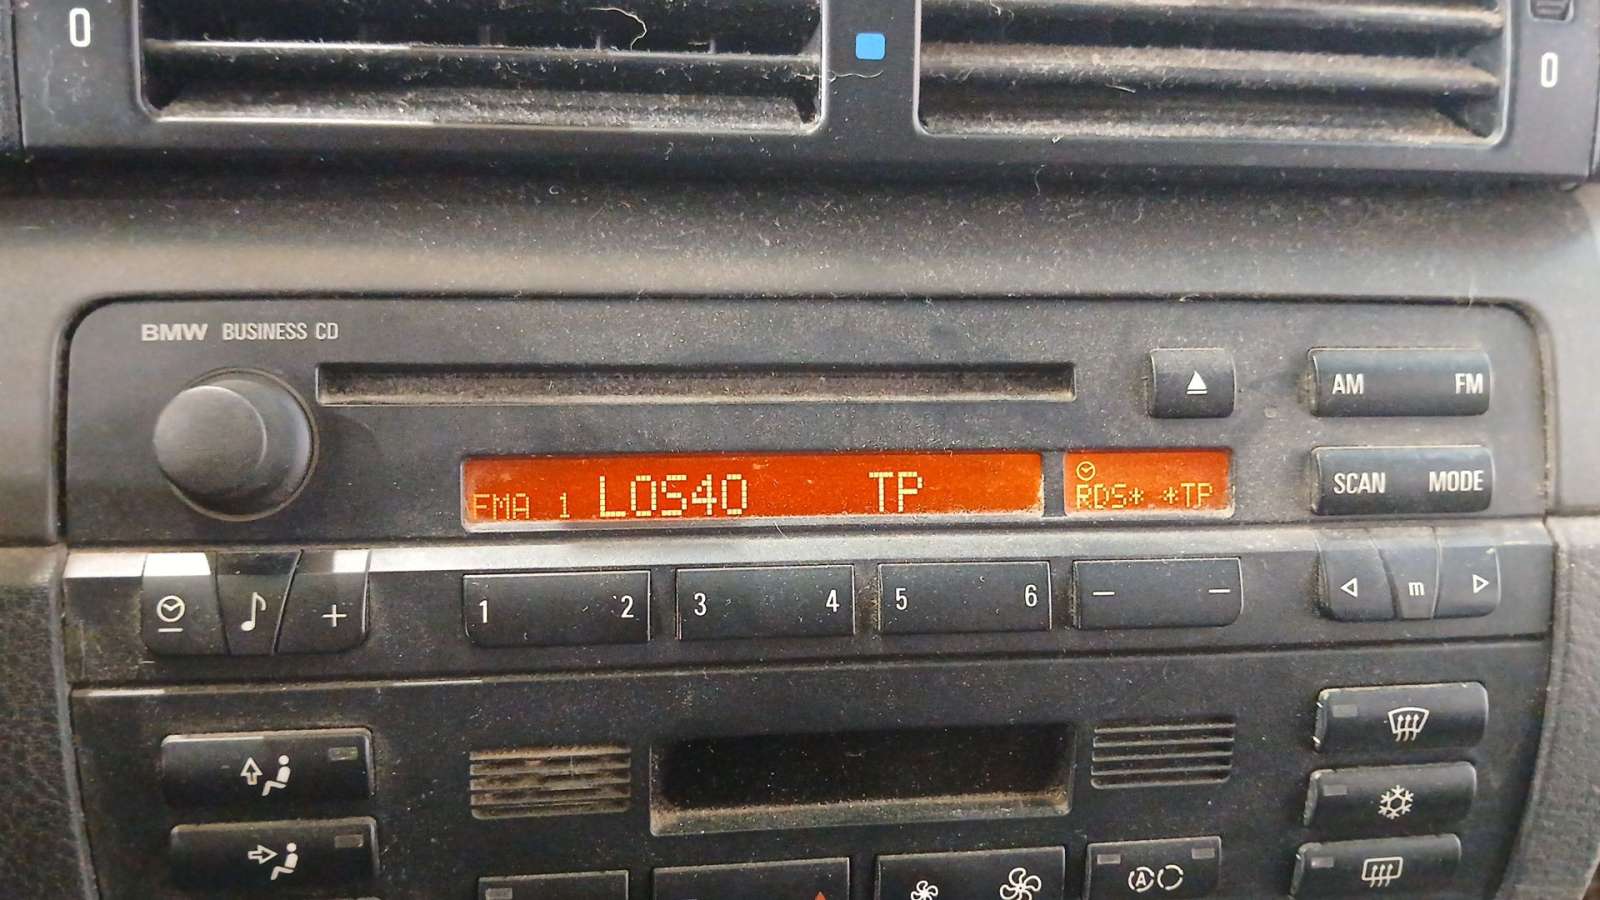 0
0
BMW BUSINESS CD
AM FM
FMA 1 LOS40 TP
RDS* *TP
SCAN MODE
1 2 3 4 5 6
m
A